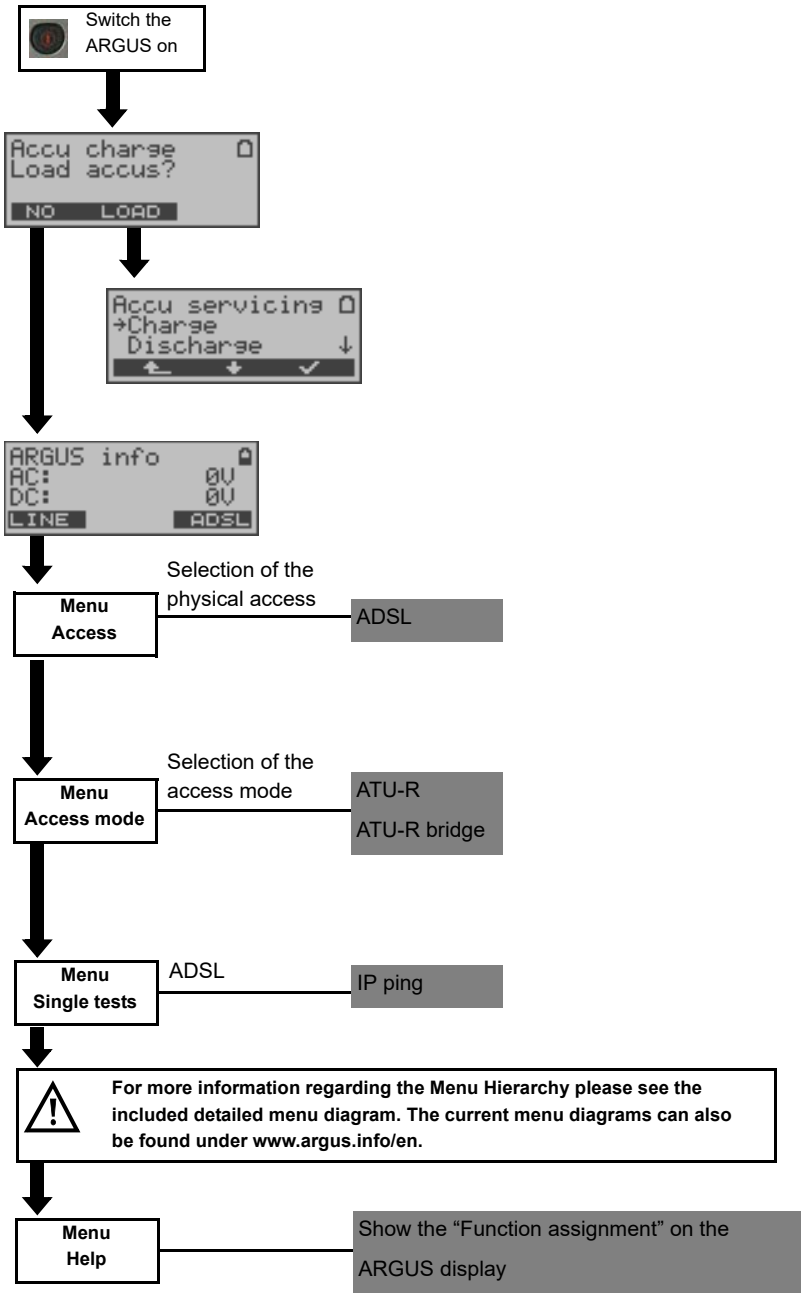 Switch the
ARGUS on
Accu charge
Load accus?
NO LOAD
Accu servicing
→Charge
Discharge ↓
ARGUS info
AC: 0V
DC: 0V
LINE ADSL
Selection of the
physical access
Menu
Access
ADSL
Selection of the
access mode
Menu
Access mode
ATU-R
ATU-R bridge
Menu
Single tests
ADSL
IP ping
For more information regarding the Menu Hierarchy please see the
included detailed menu diagram. The current menu diagrams can also
be found under www.argus.info/en.
Menu
Help
Show the “Function assignment” on the
ARGUS display